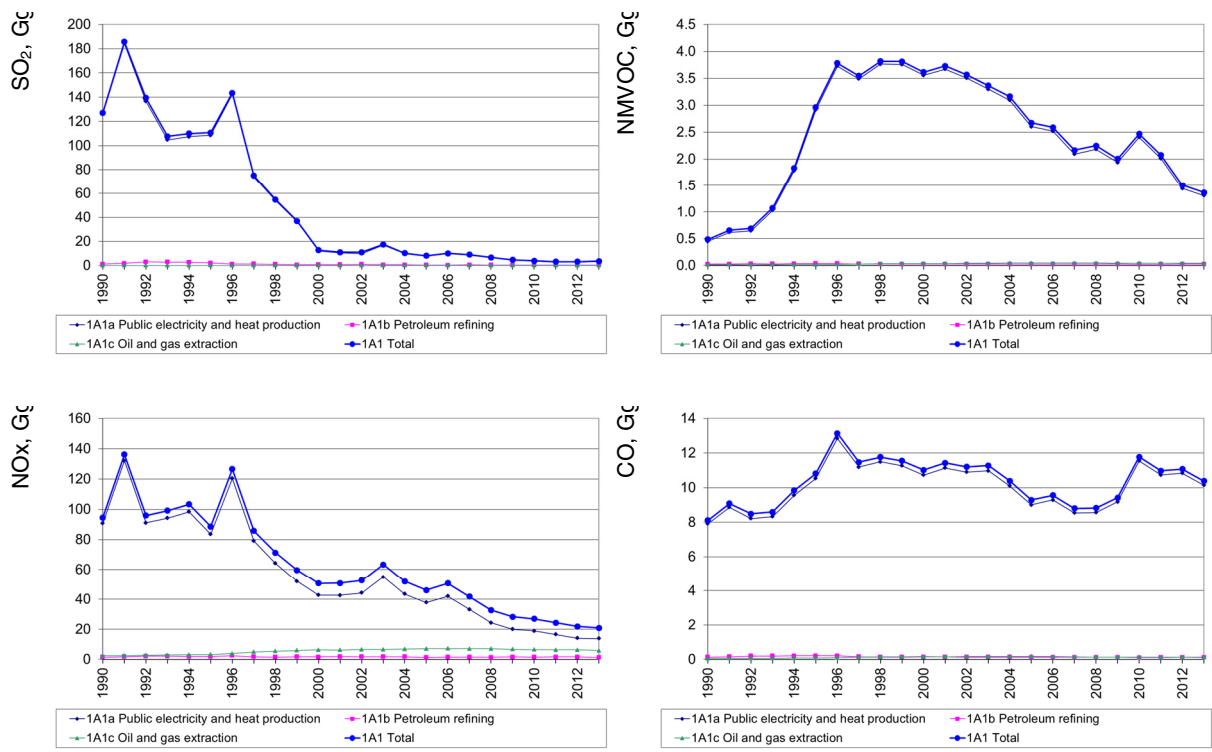 SO₂, Gg
200
180
160
140
120
100
80
60
40
20
0
1990 1992 1994 1996 1998 2000 2002 2004 2006 2008 2010 2012
1A1a Public electricity and heat production 1A1b Petroleum refining
1A1c Oil and gas extraction 1A1 Total
NMVOC, Gg
4.5
4.0
3.5
3.0
2.5
2.0
1.5
1.0
0.5
0.0
1990 1992 1994 1996 1998 2000 2002 2004 2006 2008 2010 2012
1A1a Public electricity and heat production 1A1b Petroleum refining
1A1c Oil and gas extraction 1A1 Total
NOx, Gg
160
140
120
100
80
60
40
20
0
1990 1992 1994 1996 1998 2000 2002 2004 2006 2008 2010 2012
1A1a Public electricity and heat production 1A1b Petroleum refining
1A1c Oil and gas extraction 1A1 Total
CO, Gg
14
12
10
8
6
4
2
0
1990 1992 1994 1996 1998 2000 2002 2004 2006 2008 2010 2012
1A1a Public electricity and heat production 1A1b Petroleum refining
1A1c Oil and gas extraction 1A1 Total